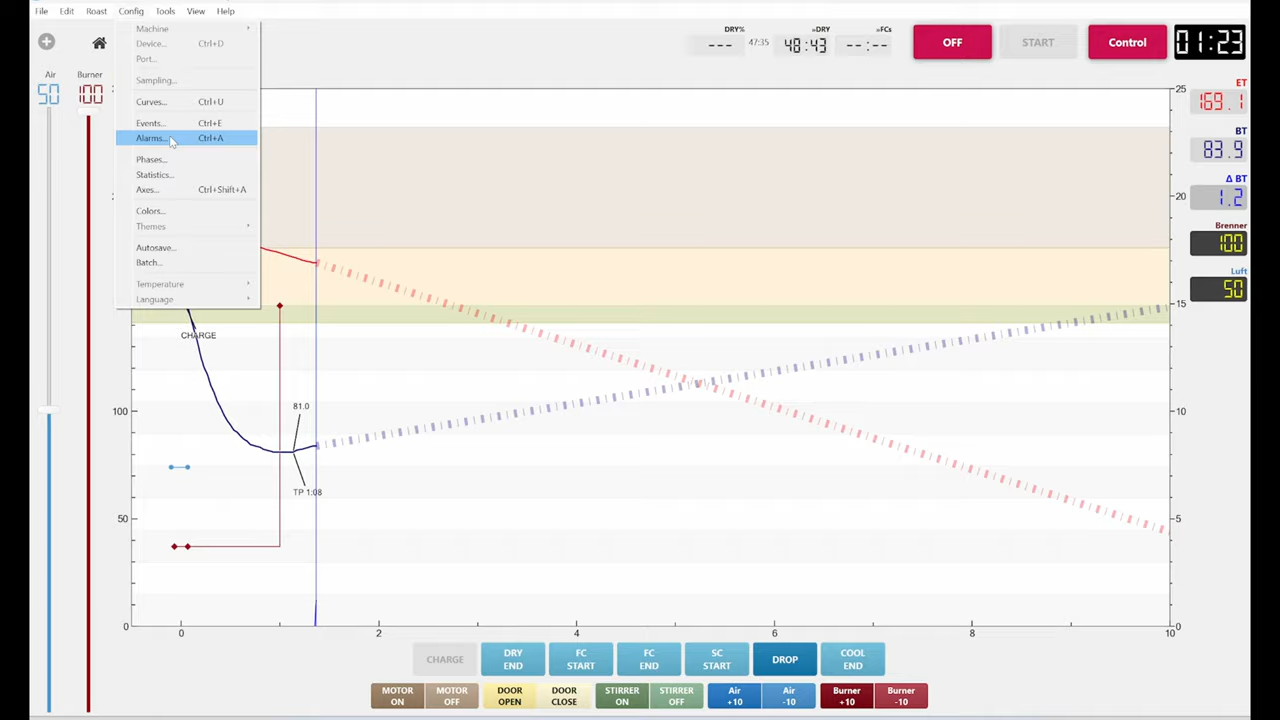 File Edit Roast Config Tools View Help
Machine
Device... Ctrl+D
Port...
Sampling...
Curves... Ctrl+U
Events... Ctrl+E
Alarms... Ctrl+A
Phases...
Statistics...
Axes... Ctrl+Shift+A
Colors...
Themes
Autosave...
Batch...
Temperature
Language
Air
50
Burner
100
DRY%
---
47:35
»DRY
48:43
»FCs
--:--
OFF
START
Control
01:23
ET
169.1
BT
83.9
Δ BT
1.2
Brenner
100
Luft
50
25
20
15
10
5
0
100
50
0
CHARGE
81.0
TP 1:08
0 2 4 6 8 10
CHARGE
DRY
END
FC
START
FC
END
SC
START
DROP
COOL
END
MOTOR
ON
MOTOR
OFF
DOOR
OPEN
DOOR
CLOSE
STIRRER
ON
STIRRER
OFF
Air
+10
Air
-10
Burner
+10
Burner
-10